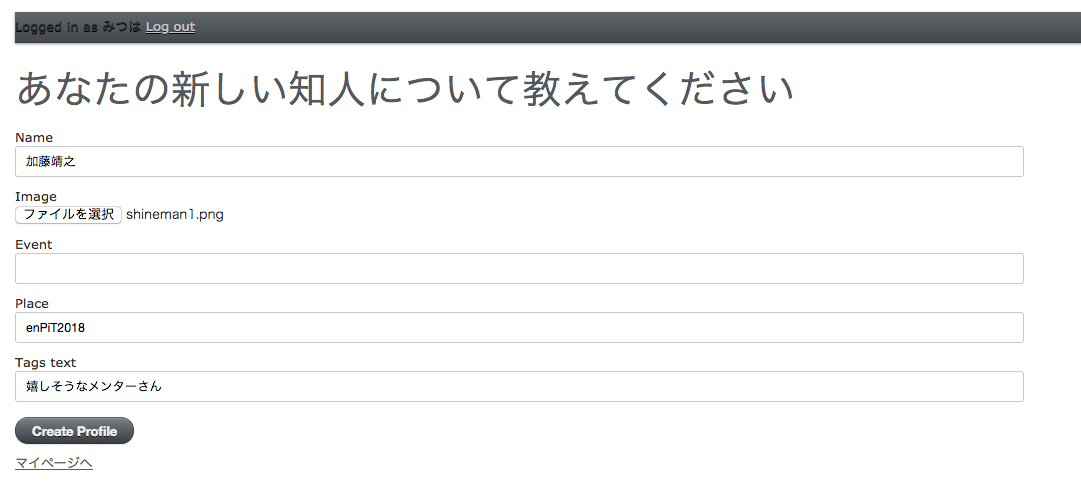 Logged in as みつは Log out
あなたの新しい知人について教えてください
Name
加藤靖之
Image
ファイルを選択 shineman1.png
Event
Place
enPiT2018
Tags text
嬉しそうなメンターさん
Create Profile
マイページへ